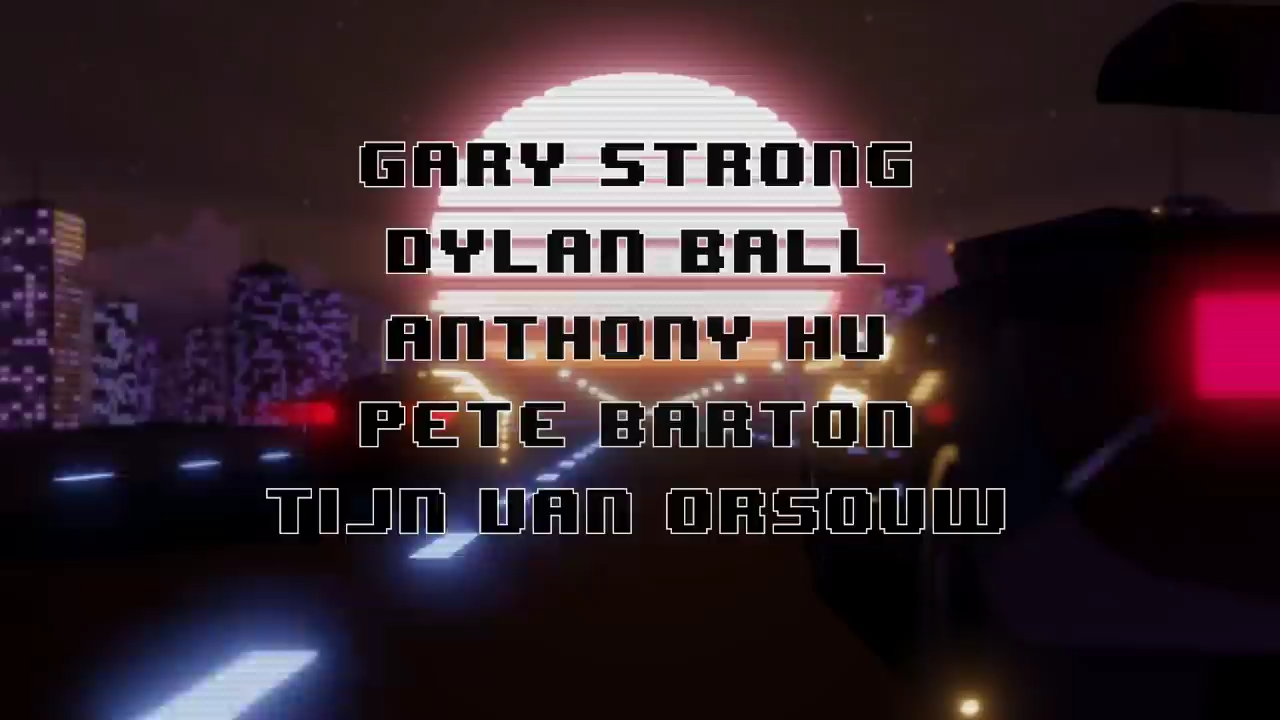 GARY STRONG
DYLAN BALL
ANTHONY HU
PETE BARTON
TIJN VAN ORSOUW